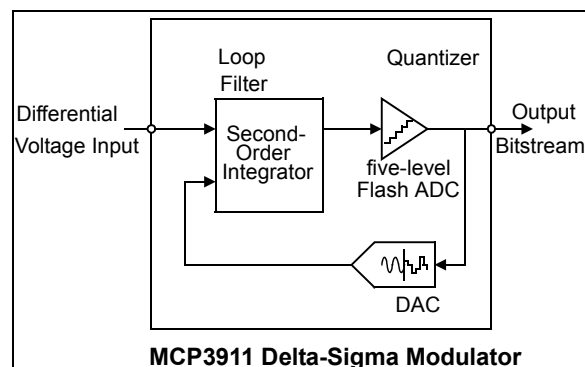 Loop
Filter
Quantizer
Differential
Voltage Input
Second-
Order
Integrator
Output
Bitstream
five-level
Flash ADC
DAC
MCP3911 Delta-Sigma Modulator